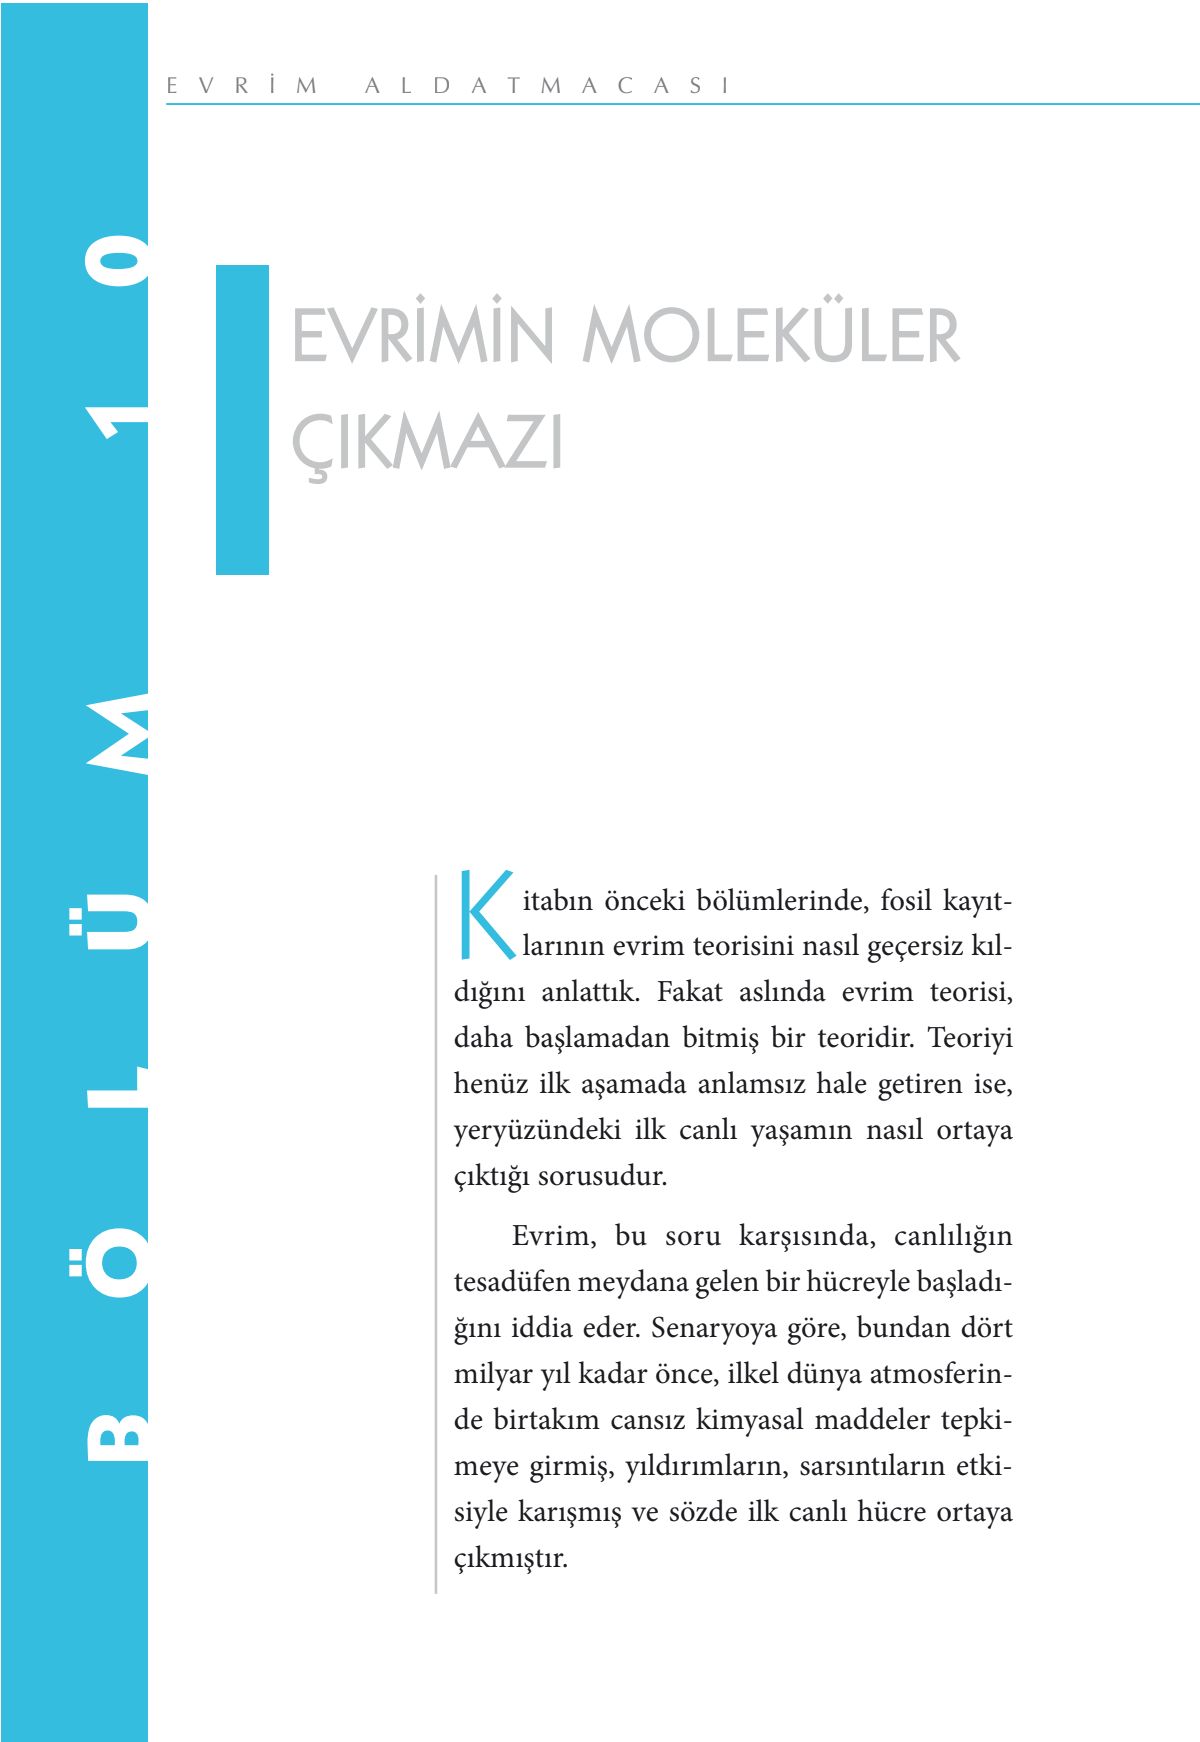 EVRİM ALDATMACASI
BÖLÜM 10
EVRİMİN MOLEKÜLER
ÇIKMAZI
Kitabın önceki bölümlerinde, fosil kayıt-
larının evrim teorisini nasıl geçersiz kıl-
dığını anlattık. Fakat aslında evrim teorisi,
daha başlamadan bitmiş bir teoridir. Teoriyi
henüz ilk aşamada anlamsız hale getiren ise,
yeryüzündeki ilk canlı yaşamın nasıl ortaya
çıktığı sorusudur.
Evrim, bu soru karşısında, canlılığın
tesadüfen meydana gelen bir hücreyle başladı-
ğını iddia eder. Senaryoya göre, bundan dört
milyar yıl kadar önce, ilkel dünya atmosferin-
de birtakım cansız kimyasal maddeler tepki-
meye girmiş, yıldırımların, sarsıntıların etki-
siyle karışmış ve sözde ilk canlı hücre ortaya
çıkmıştır.